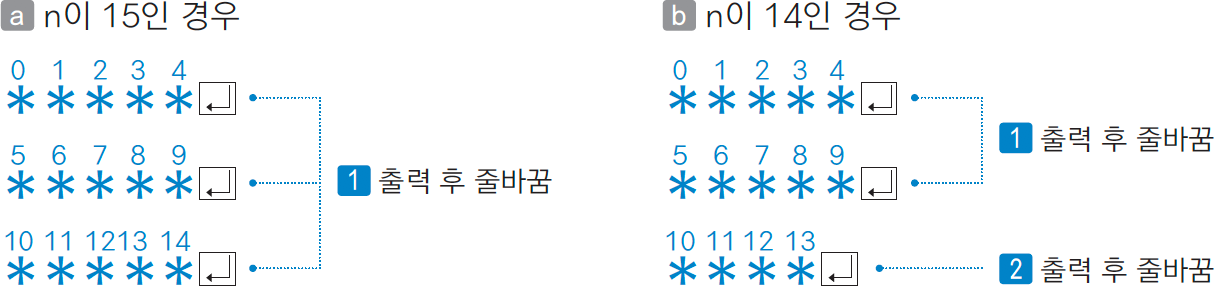 a n이 15인 경우
0 1 2 3 4
*****
5 6 7 8 9
*****
1 출력 후 줄바꿈
10 11 12 13 14
*****
b n이 14인 경우
0 1 2 3 4
*****
5 6 7 8 9
*****
1 출력 후 줄바꿈
10 11 12 13
****
2 출력 후 줄바꿈